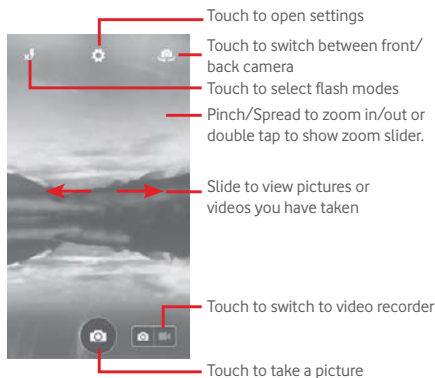 Touch to open settings
Touch to switch between front/
back camera
Touch to select flash modes
Pinch/Spread to zoom in/out or
double tap to show zoom slider.
Slide to view pictures or
videos you have taken
Touch to switch to video recorder
Touch to take a picture